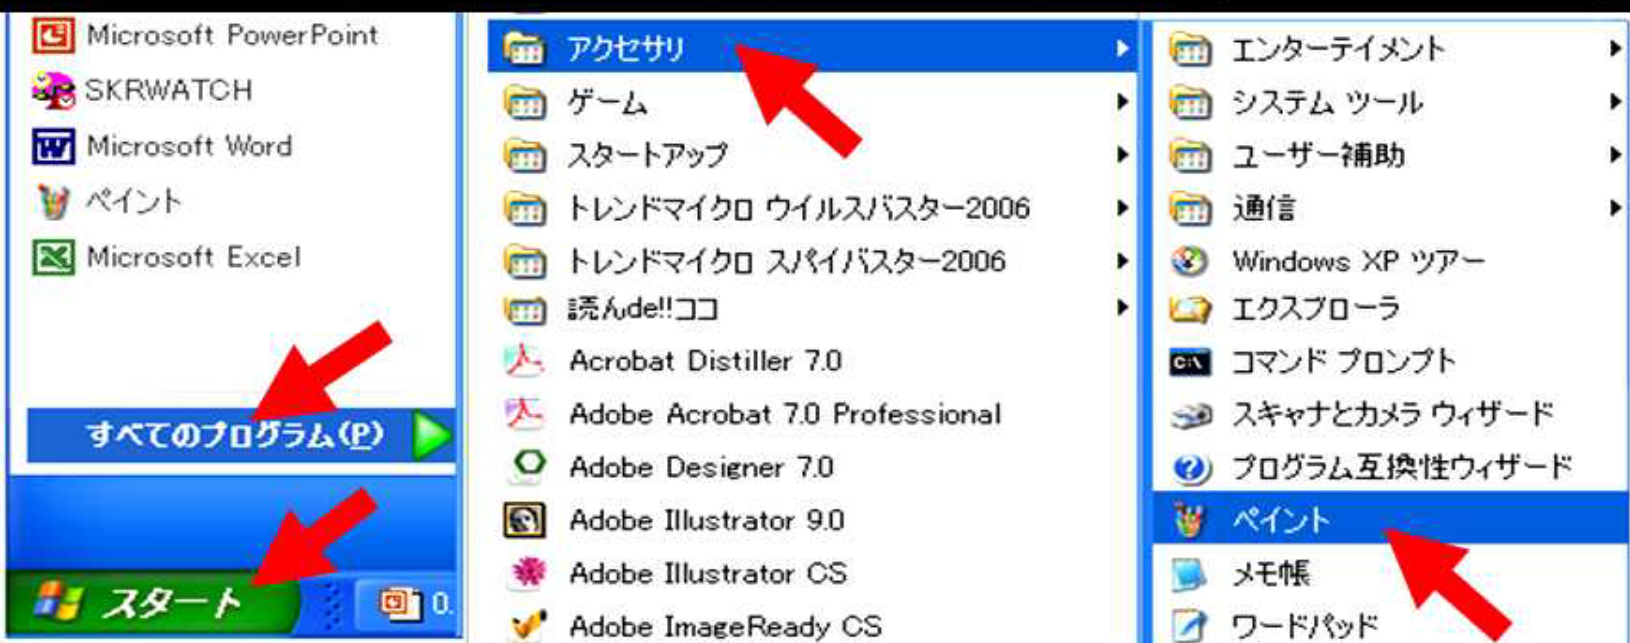 Microsoft PowerPoint
SKRWATCH
Microsoft Word
ペイント
Microsoft Excel
すべてのプログラム(P)
スタート
0.
アクセサリ
ゲーム
スタートアップ
トレンドマイクロ ウイルスバスター2006
トレンドマイクロ スパイバスター2006
読んde!!ココ
Acrobat Distiller 7.0
Adobe Acrobat 7.0 Professional
Adobe Designer 7.0
Adobe Illustrator 9.0
Adobe Illustrator CS
Adobe ImageReady CS
エンターテイメント
システム ツール
ユーザー補助
通信
Windows XP ツアー
エクスプローラ
コマンド プロンプト
スキャナとカメラ ウィザード
プログラム互換性ウィザード
ペイント
メモ帳
ワードパッド